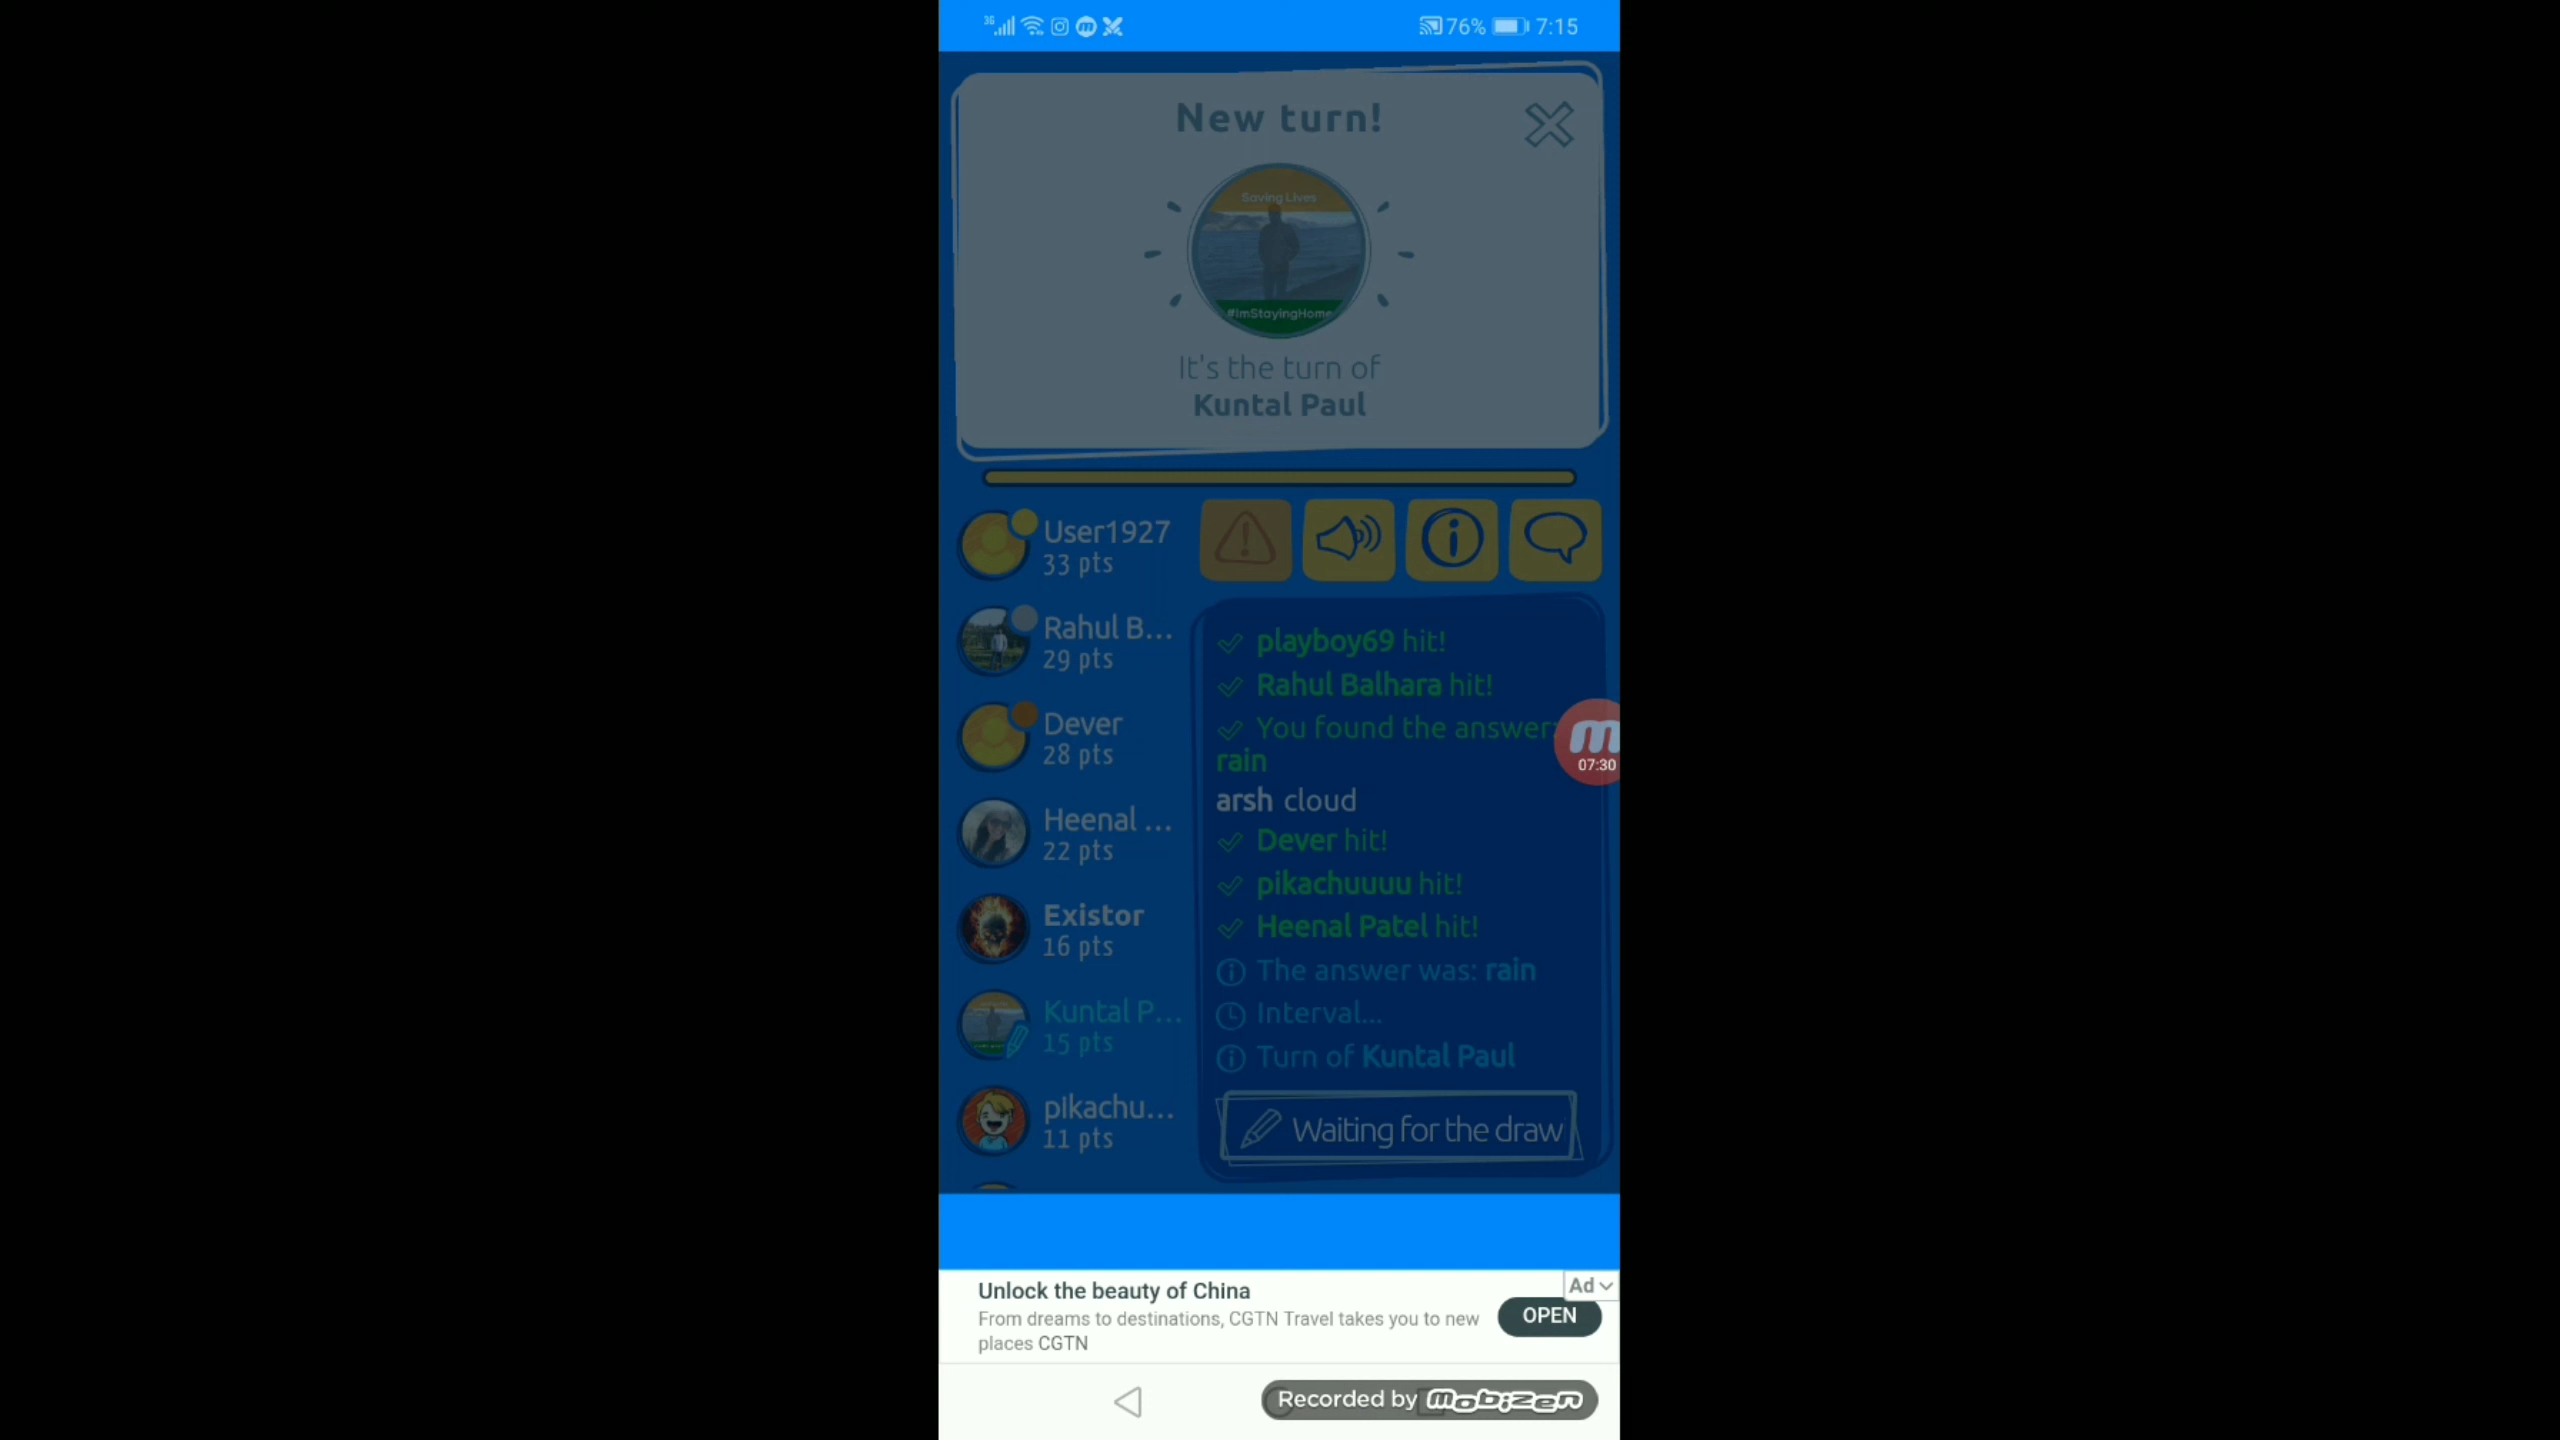 3G 76% 7:15
New turn!
Saving Lives
#ImStayingHome
It's the turn of
Kuntal Paul
User1927
33 pts
Rahul B...
29 pts
Dever
28 pts
Heenal ...
22 pts
Existor
16 pts
Kuntal P...
15 pts
pikachu...
11 pts
playboy69 hit!
Rahul Balhara hit!
You found the answer:
rain
arsh cloud
Dever hit!
pikachuuuu hit!
Heenal Patel hit!
The answer was: rain
Interval...
Turn of Kuntal Paul
Waiting for the draw
m
07:30
Unlock the beauty of China
Ad
From dreams to destinations, CGTN Travel takes you to new
places CGTN
OPEN
Recorded by mobizen